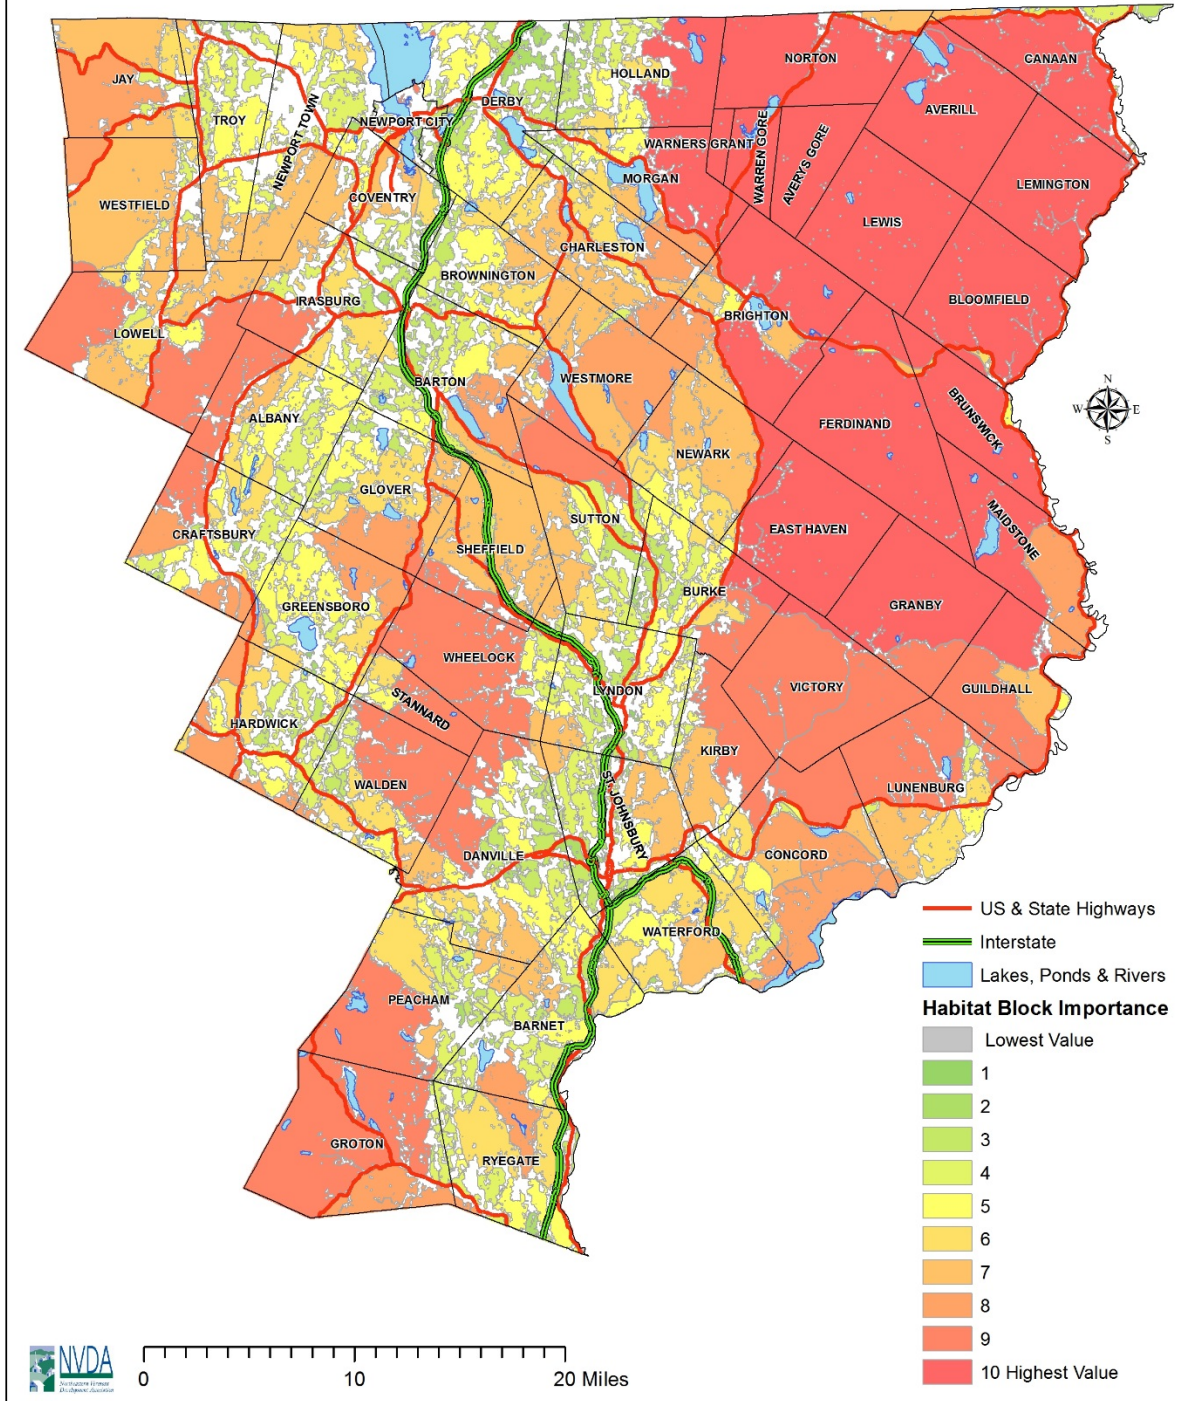 NORTON
CANAAN
HOLLAND
JAY
AVERILL
DERBY
TROY
NEWPORT CITY
NEWPORT TOWN
WARNERS GRANT
WARREN GORE
AVERYS GORE
MORGAN
LEMINGTON
COVENTRY
WESTFIELD
LEWIS
CHARLESTON
BROWNINGTON
BLOOMFIELD
IRASBURG
BRIGHTON
LOWELL
WESTMORE
BARTON
N
W E
S
ALBANY
BRUNSWICK
FERDINAND
NEWARK
GLOVER
SUTTON
EAST HAVEN
MAIDSTONE
CRAFTSBURY
SHEFFIELD
BURKE
GREENSBORO
GRANBY
WHEELOCK
VICTORY
GUILDHALL
LYNDON
STANNARD
HARDWICK
KIRBY
WALDEN
LUNENBURG
ST. JOHNSBURY
DANVILLE
CONCORD
WATERFORD
PEACHAM
BARNET
GROTON
RYEGATE
US & State Highways
Interstate
Lakes, Ponds & Rivers
Habitat Block Importance
Lowest Value
1
2
3
4
5
6
7
8
9
10 Highest Value
NVDA
Northeastern Vermont
Development Association
0 10 20 Miles